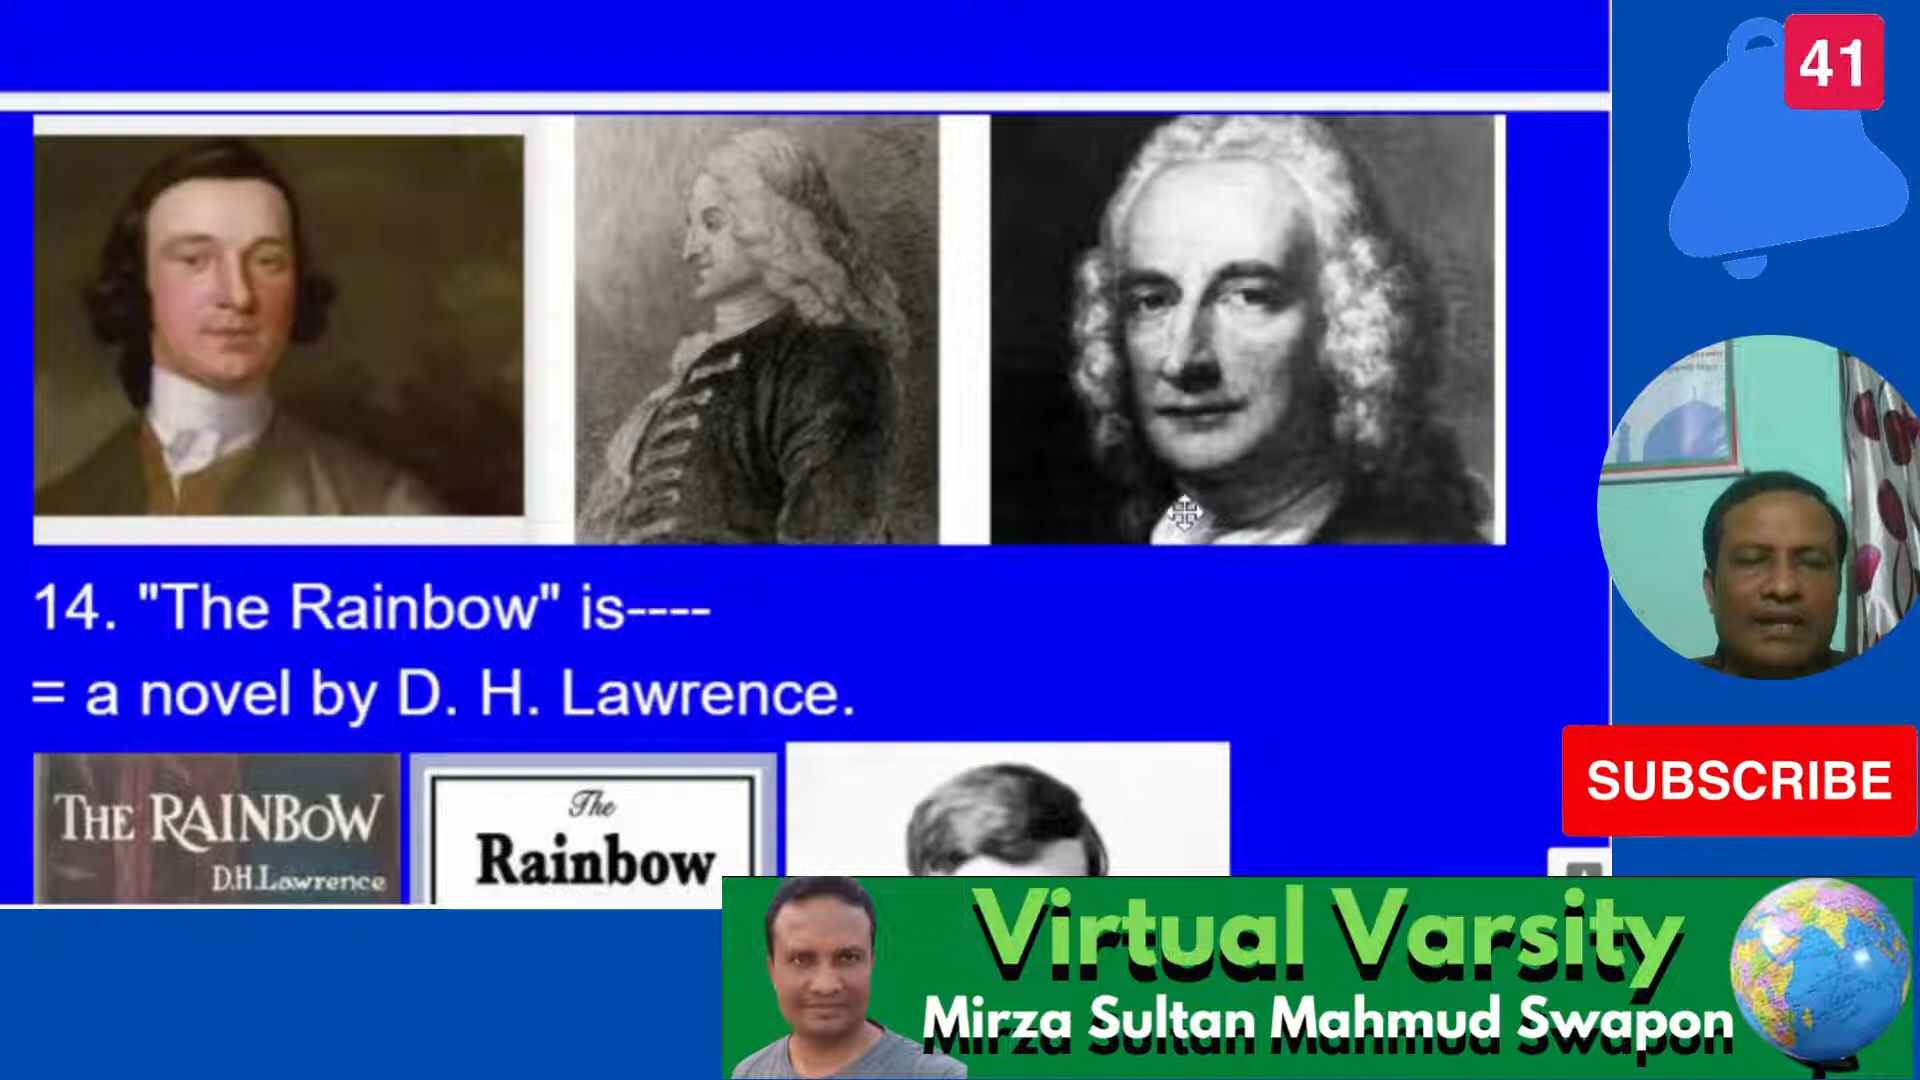 41
14. "The Rainbow" is----
= a novel by D. H. Lawrence.
THE RAINBOW
D.H.Lawrence
The
Rainbow
SUBSCRIBE
Virtual Varsity
Mirza Sultan Mahmud Swapon